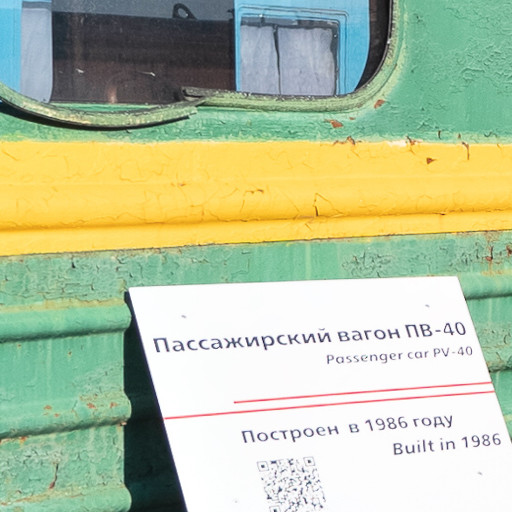 Пассажирский вагон ПВ-40
Passenger car PV-40
Построен в 1986 году
Built in 1986